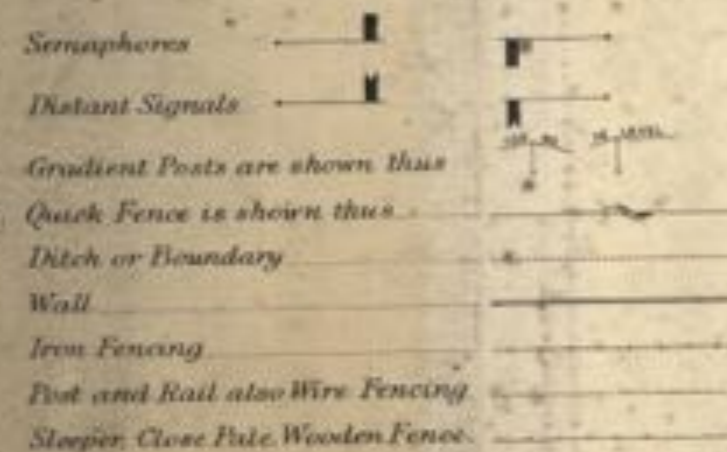 Semaphores
Distant Signals
Gradient Posts are shown thus
Quick Fence is shown thus
Ditch or Boundary
Wall
Iron Fencing
Post and Rail also Wire Fencing
Sleeper, Close Pale, Wooden Fence.